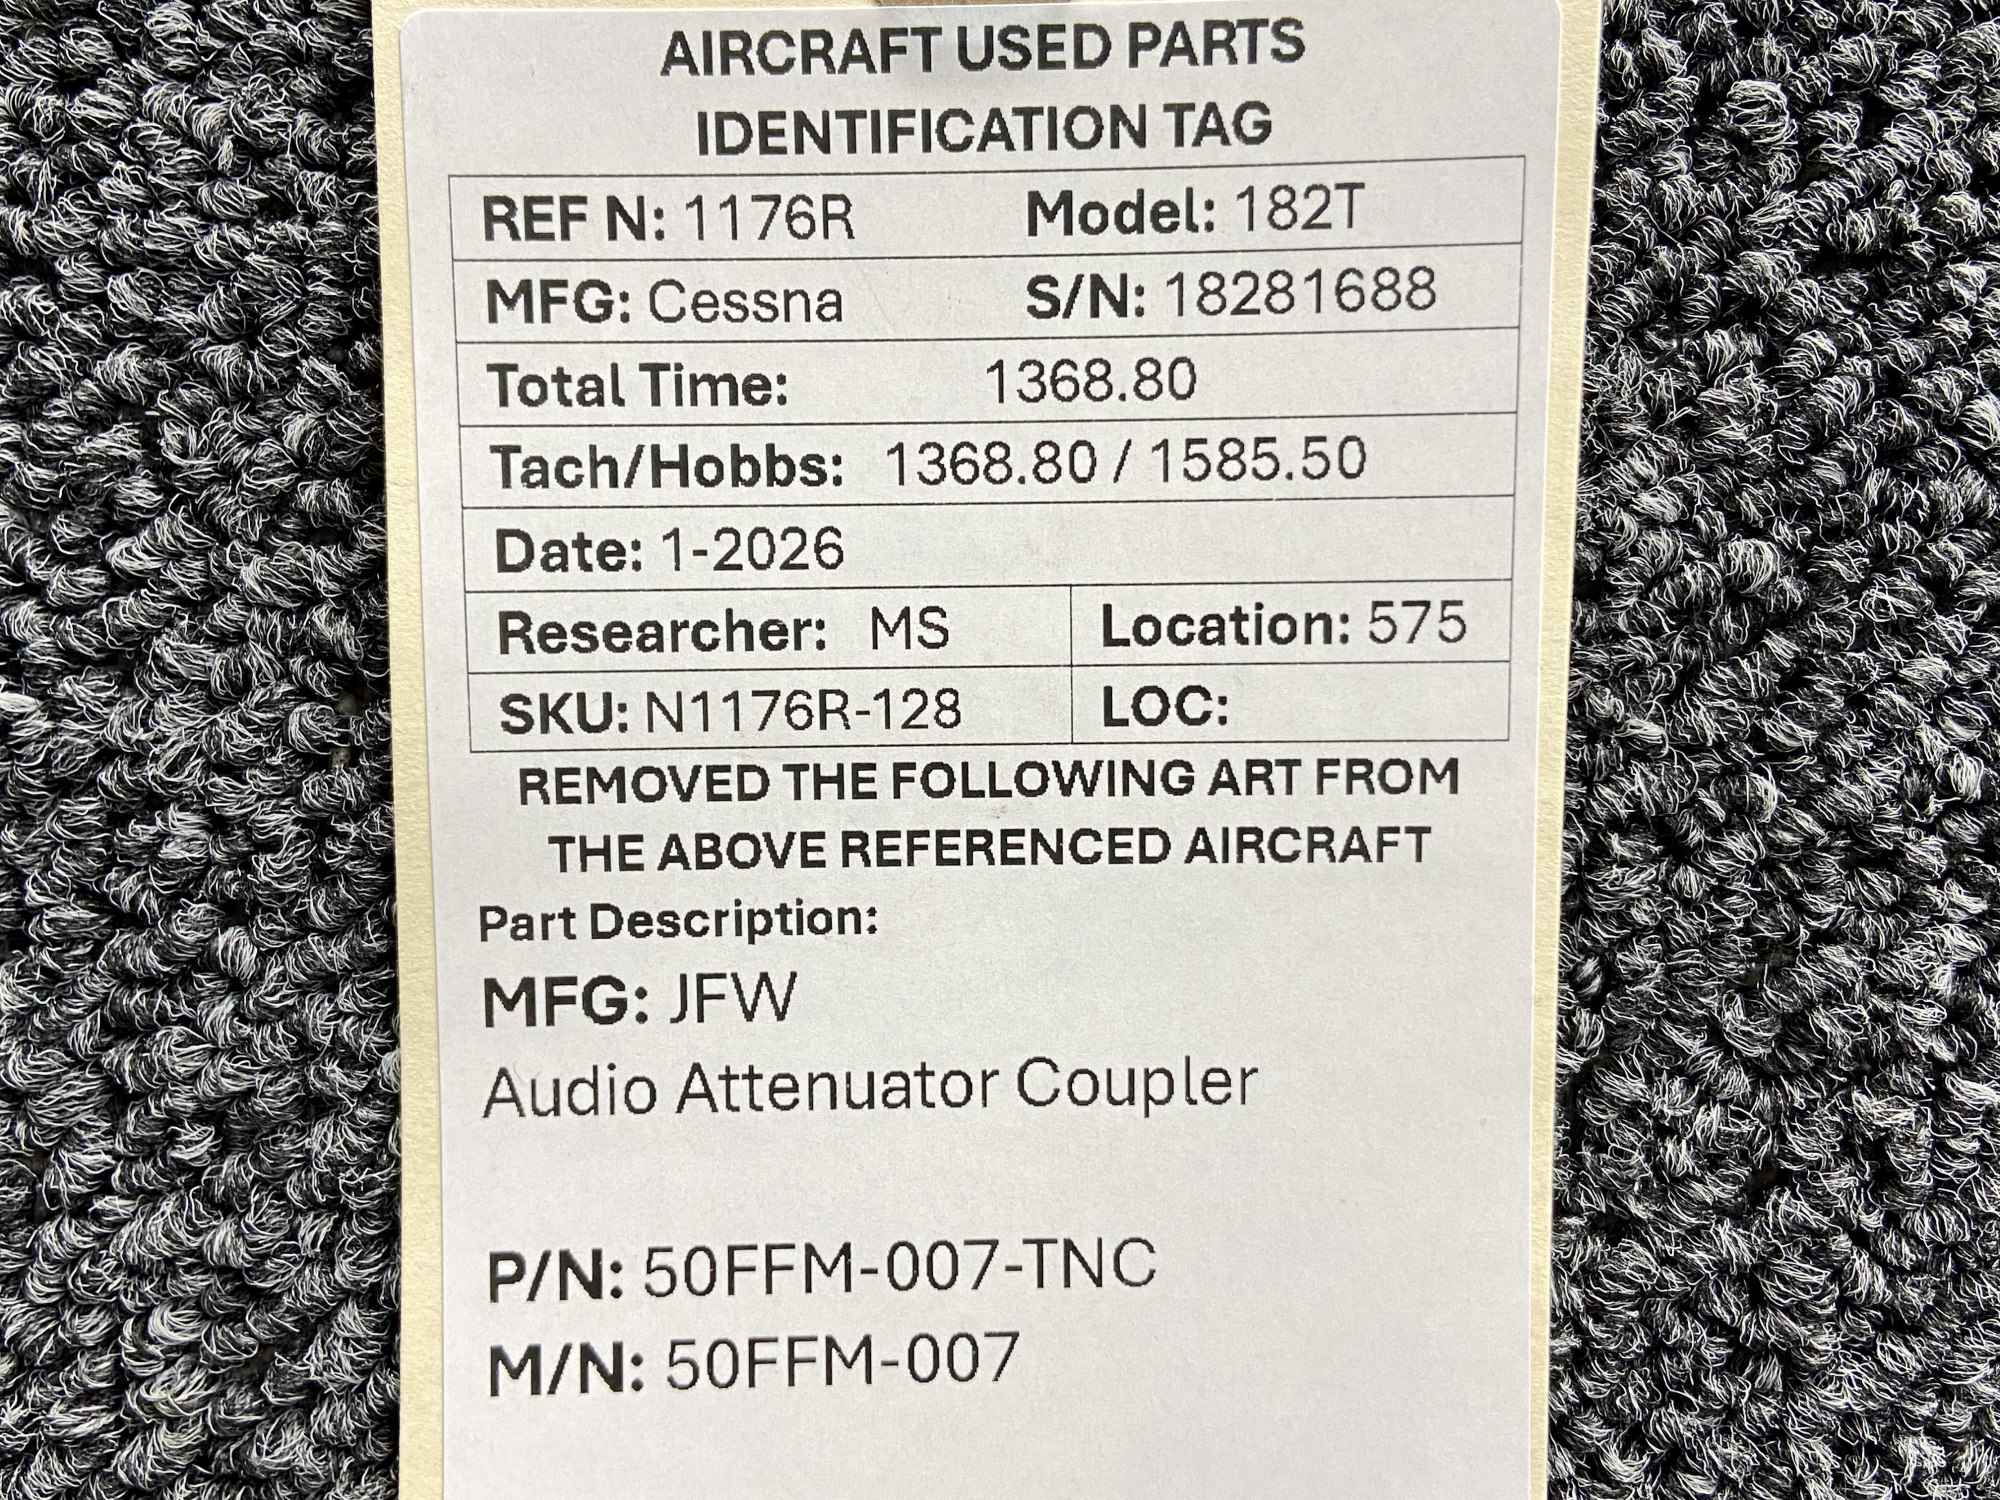 AIRCRAFT USED PARTS
IDENTIFICATION TAG
REF N: 1176R Model: 182T
MFG: Cessna S/N: 18281688
Total Time: 1368.80
Tach/Hobbs: 1368.80 / 1585.50
Date: 1-2026
Researcher: MS Location: 575
SKU: N1176R-128 LOC:
REMOVED THE FOLLOWING ART FROM
THE ABOVE REFERENCED AIRCRAFT
Part Description:
MFG: JFW
Audio Attenuator Coupler
P/N: 50FFM-007-TNC
M/N: 50FFM-007